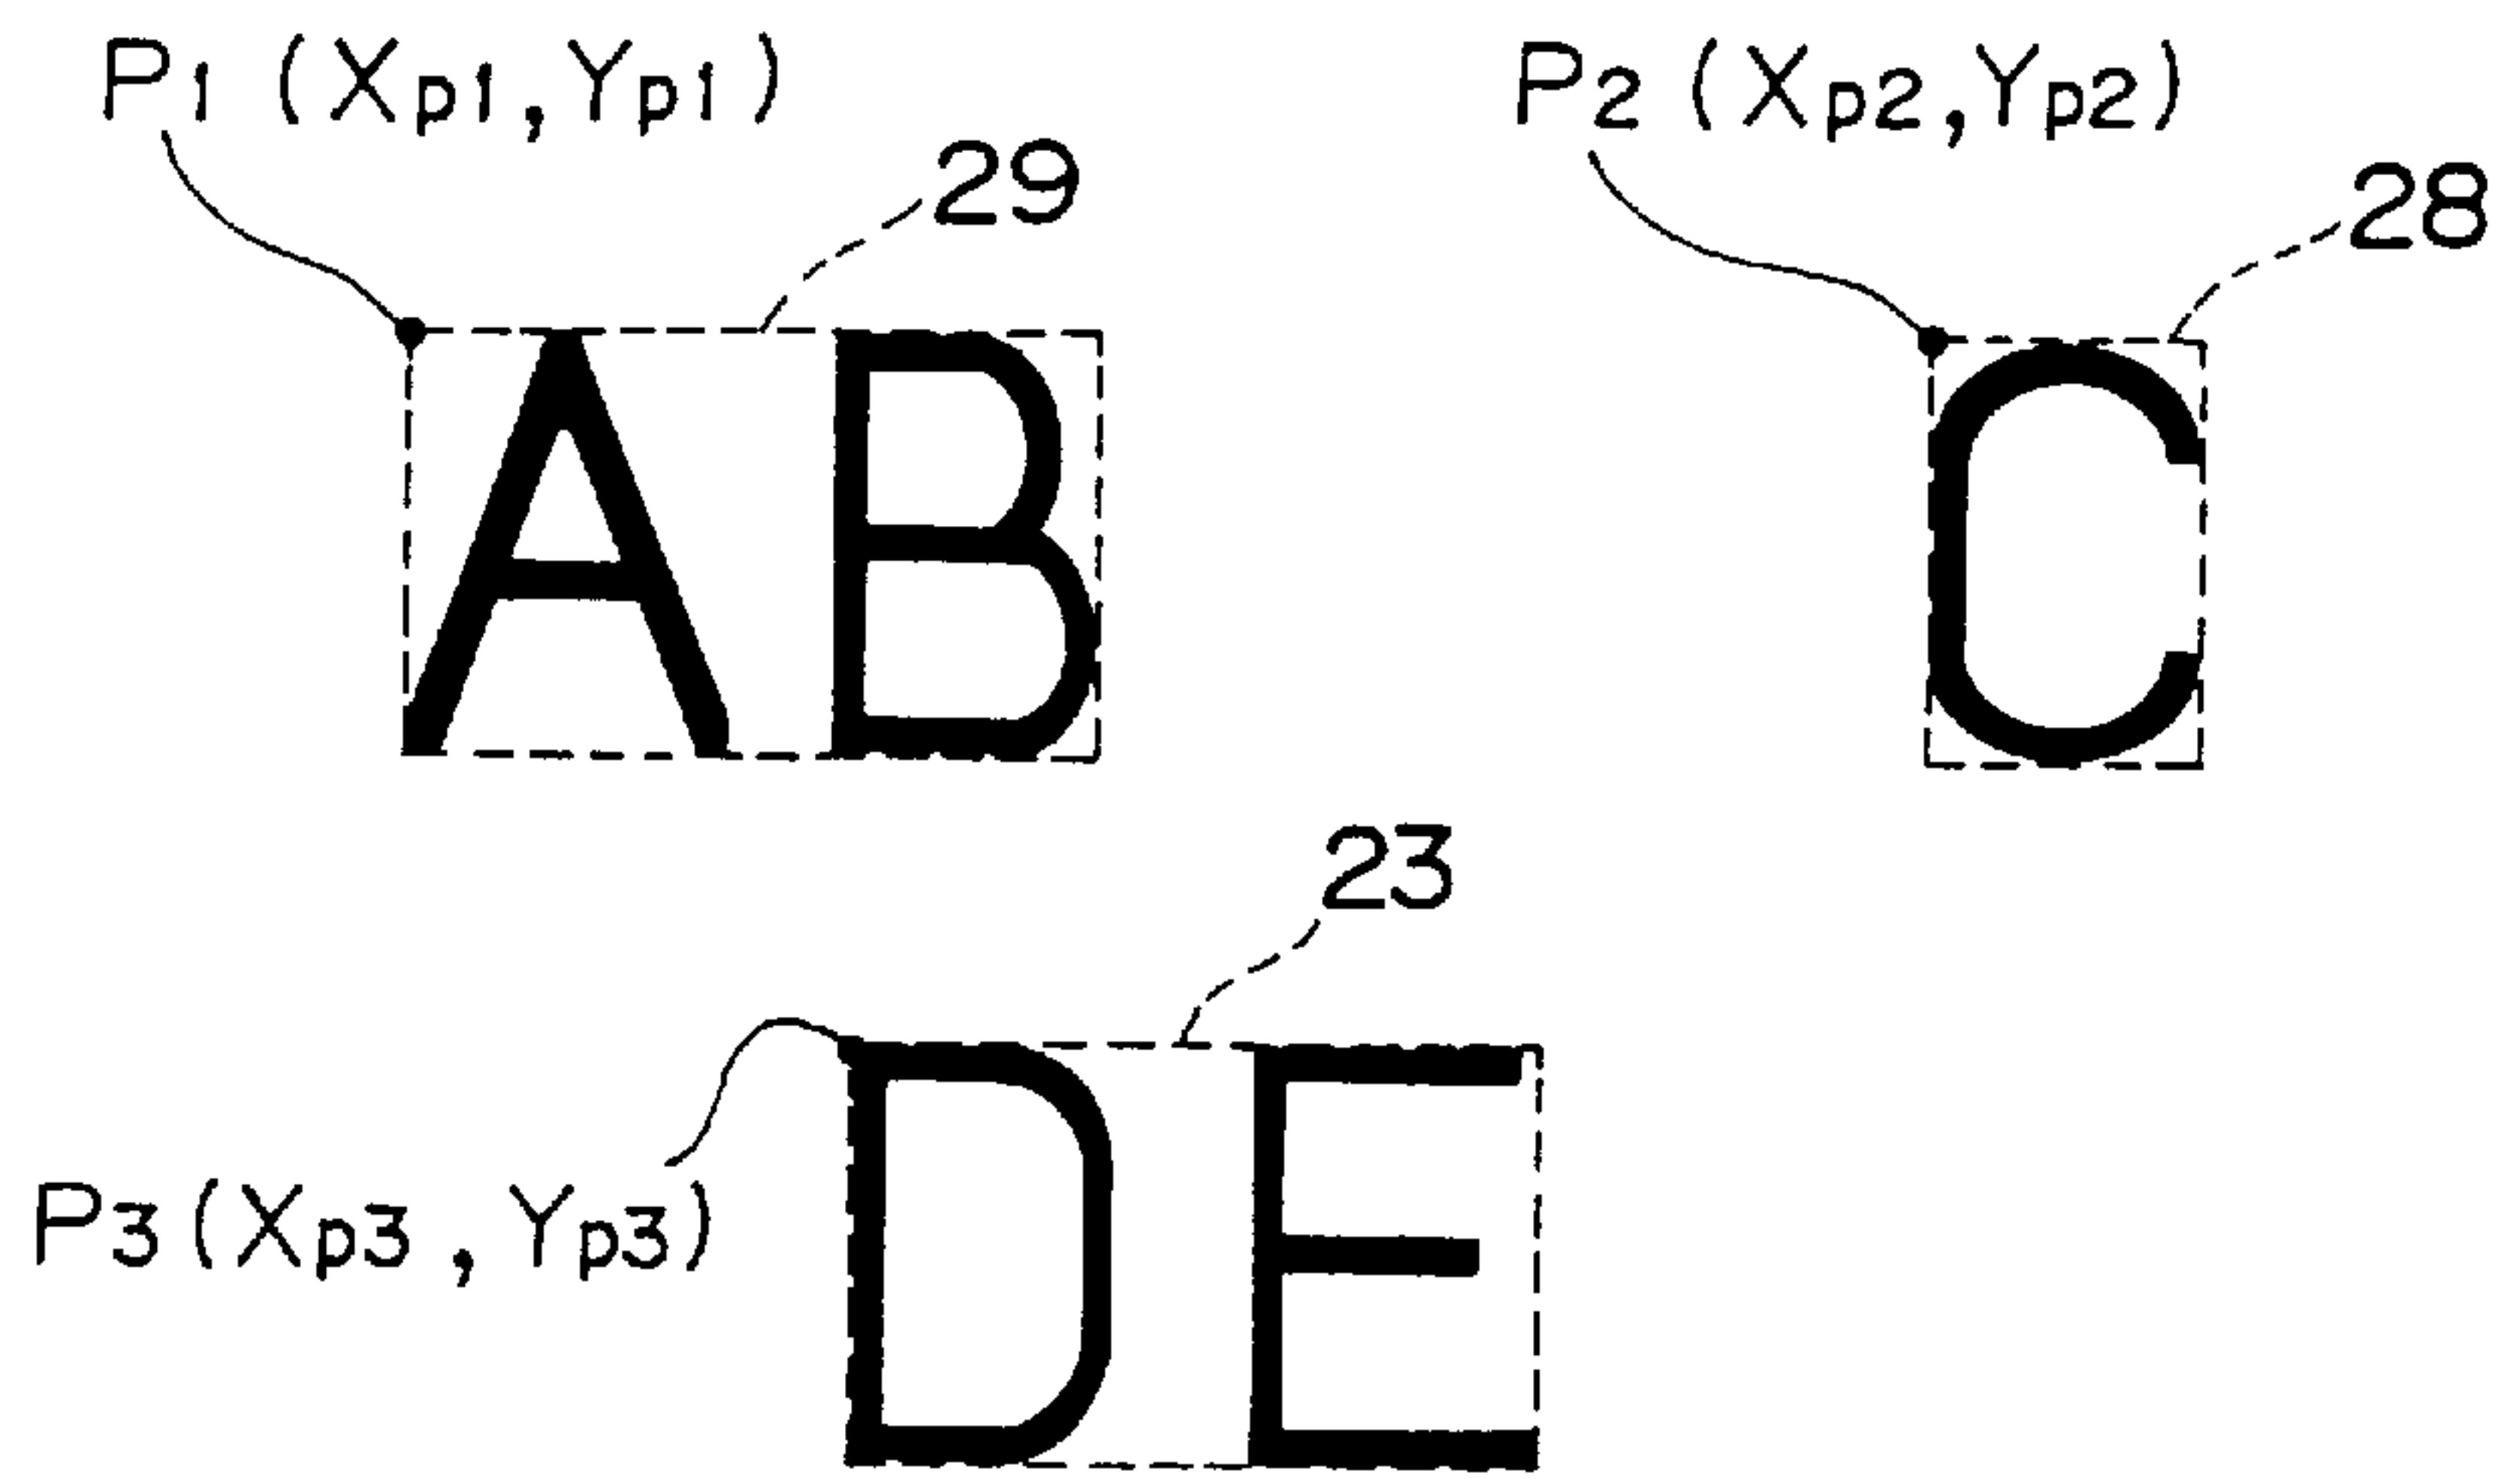 P1 (Xp1,Yp1) P2 (Xp2,Yp2)
29 28
AB C
23
DE
P3(Xp3 , Yp3)